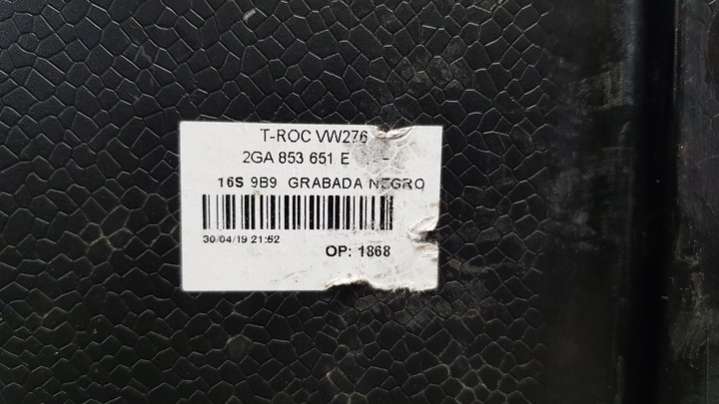 T-ROC VW276
2GA 853 651 E
16S 9B9 GRABADA NEGRO
30/04/19 21:52
OP: 1868